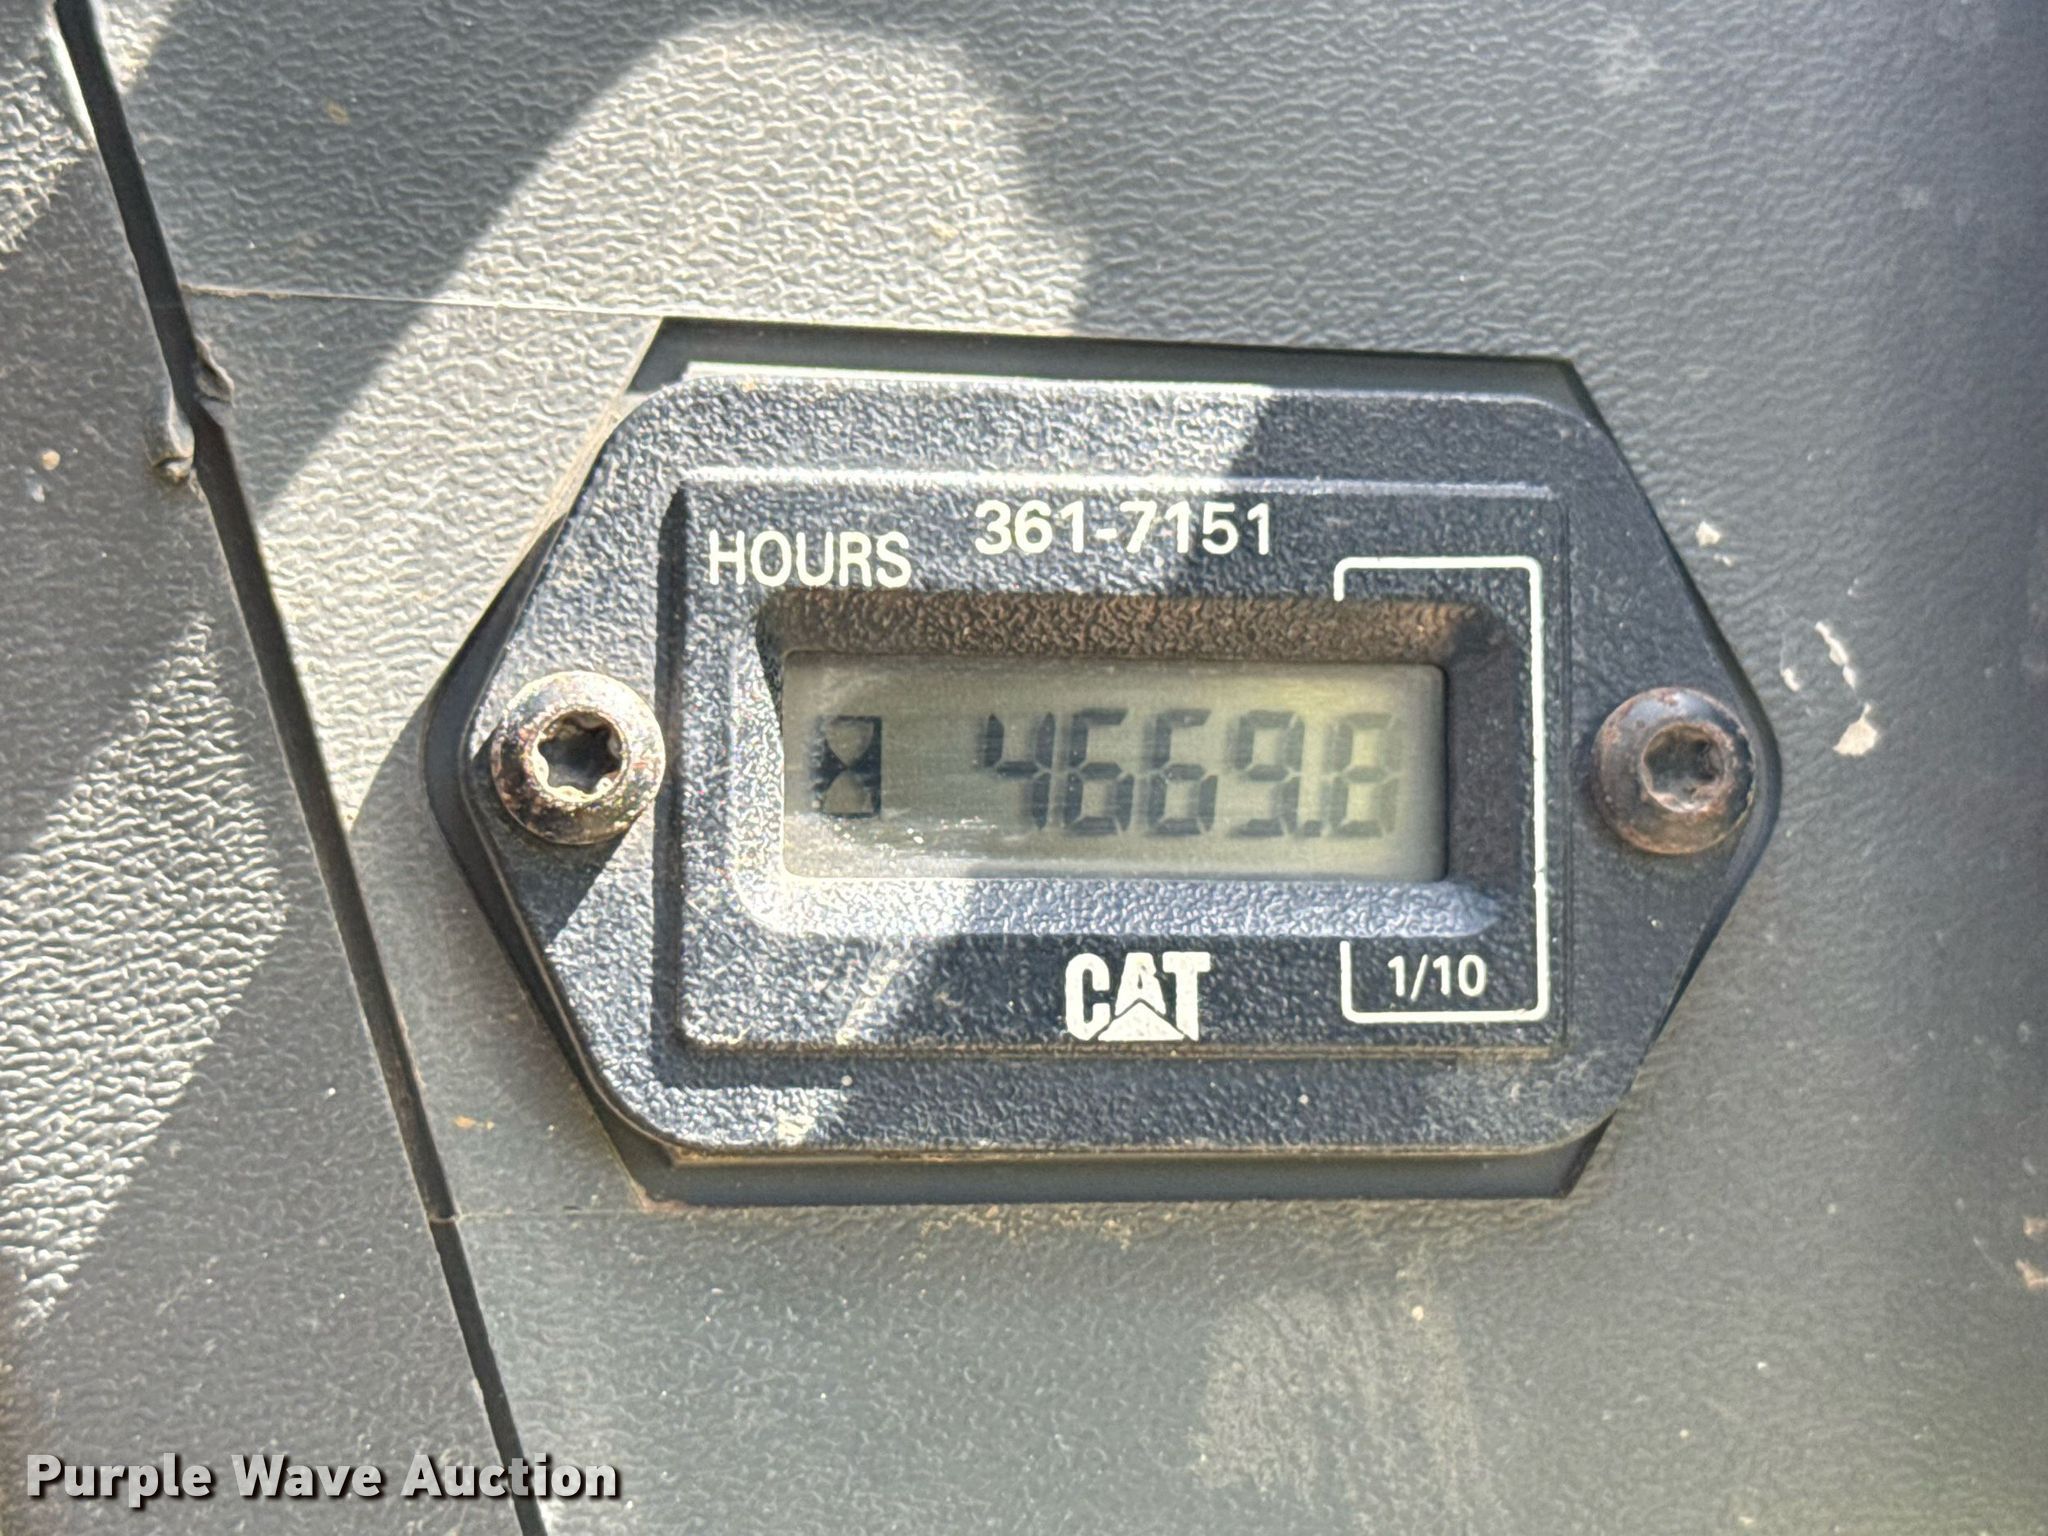 HOURS 361-7151
4669.8
CAT
1/10
Purple Wave Auction